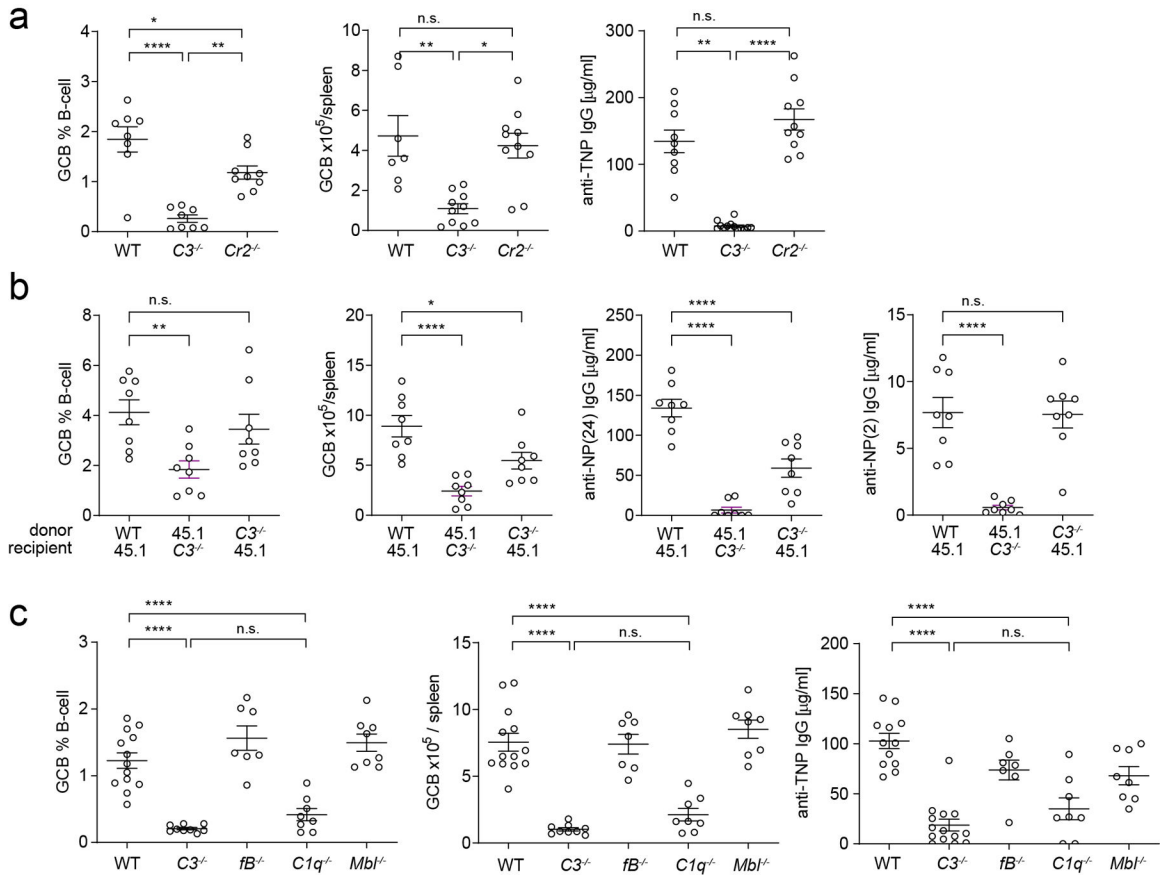 a
*
****
**
GCB % B-cell
4
3
2
1
0
WT
C3-/-
Cr2-/-
n.s.
**
*
GCB x10⁵/spleen
10
8
6
4
2
0
WT
C3-/-
Cr2-/-
n.s.
**
****
anti-TNP IgG [µg/ml]
300
200
100
0
WT
C3-/-
Cr2-/-
b
n.s.
**
GCB % B-cell
8
6
4
2
0
donor WT 45.1 C3-/-
recipient 45.1 C3-/- 45.1
*
****
GCB x10⁵/spleen
20
15
10
5
0
WT 45.1 C3-/-
45.1 C3-/- 45.1
****
****
anti-NP(24) IgG [µg/ml]
250
200
150
100
50
0
WT 45.1 C3-/-
45.1 C3-/- 45.1
n.s.
****
anti-NP(2) IgG [µg/ml]
15
10
5
0
WT 45.1 C3-/-
45.1 C3-/- 45.1
c
****
****
n.s.
GCB % B-cell
3
2
1
0
WT
C3-/-
fB-/-
C1q-/-
Mbl-/-
****
****
n.s.
GCB x10⁵ / spleen
15
10
5
0
WT
C3-/-
fB-/-
C1q-/-
Mbl-/-
****
****
n.s.
anti-TNP IgG [µg/ml]
200
150
100
50
0
WT
C3-/-
fB-/-
C1q-/-
Mbl-/-